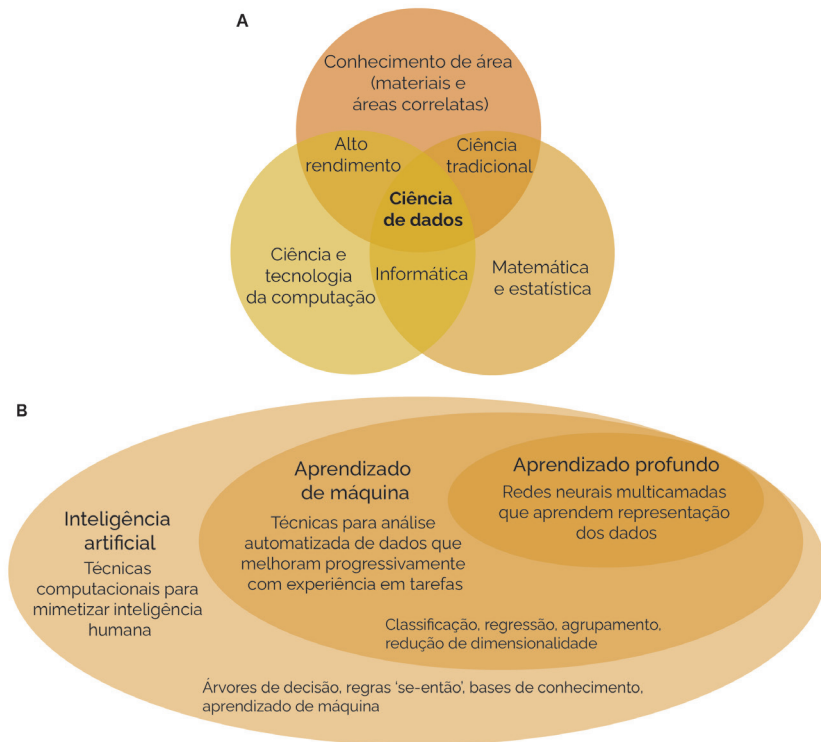 A
Conhecimento de área
(materiais e
áreas correlatas)
Alto
rendimento
Ciência
tradicional
Ciência
de dados
Ciência e
tecnologia
da computação
Informática
Matemática
e estatística
B
Inteligência
artificial
Técnicas
computacionais para
mimetizar inteligência
humana
Aprendizado
de máquina
Técnicas para análise
automatizada de dados que
melhoram progressivamente
com experiência em tarefas
Aprendizado profundo
Redes neurais multicamadas
que aprendem representação
dos dados
Classificação, regressão, agrupamento,
redução de dimensionalidade
Árvores de decisão, regras ‘se-então’, bases de conhecimento,
aprendizado de máquina